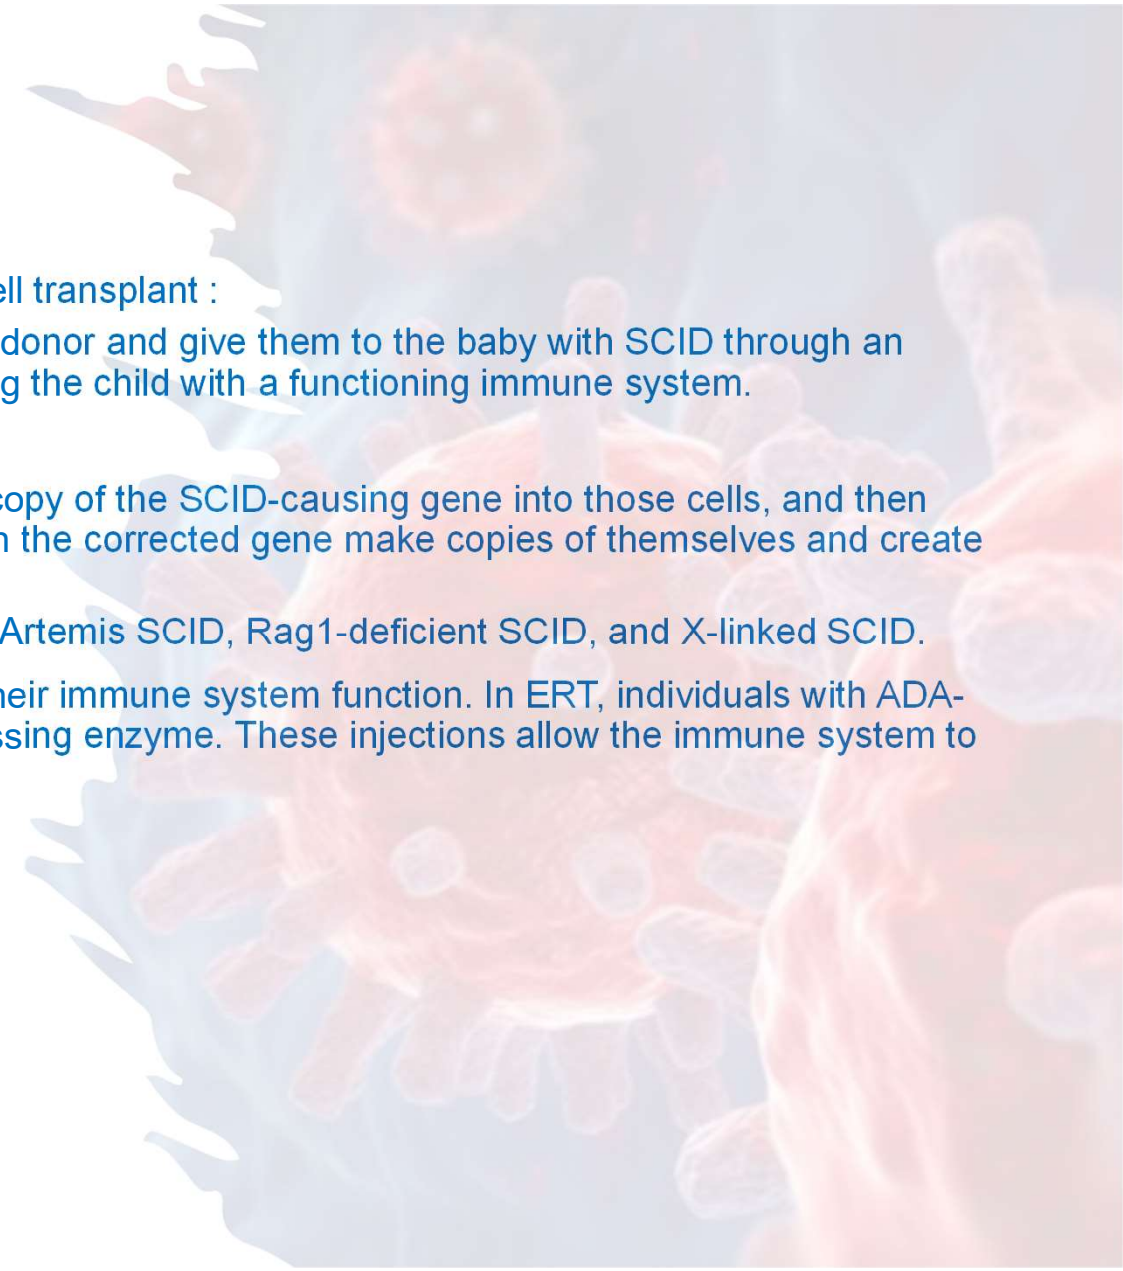 ell transplant :
donor and give them to the baby with SCID through an
g the child with a functioning immune system.
copy of the SCID-causing gene into those cells, and then
n the corrected gene make copies of themselves and create
Artemis SCID, Rag1-deficient SCID, and X-linked SCID.
heir immune system function. In ERT, individuals with ADA-
ssing enzyme. These injections allow the immune system to